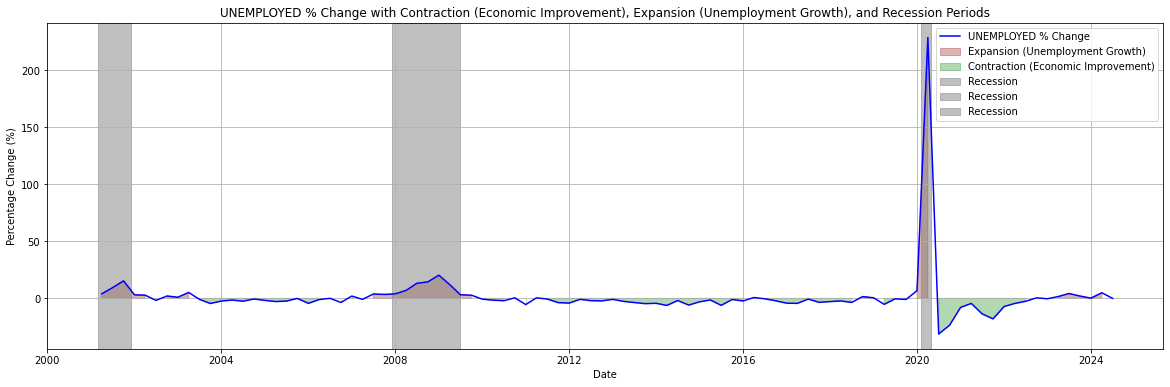 UNEMPLOYED % Change with Contraction (Economic Improvement), Expansion (Unemployment Growth), and Recession Periods
UNEMPLOYED % Change
Expansion (Unemployment Growth)
Contraction (Economic Improvement)
Recession
Recession
Recession
Percentage Change (%)
200
150
100
50
0
2000 2004 2008 2012 2016 2020 2024
Date